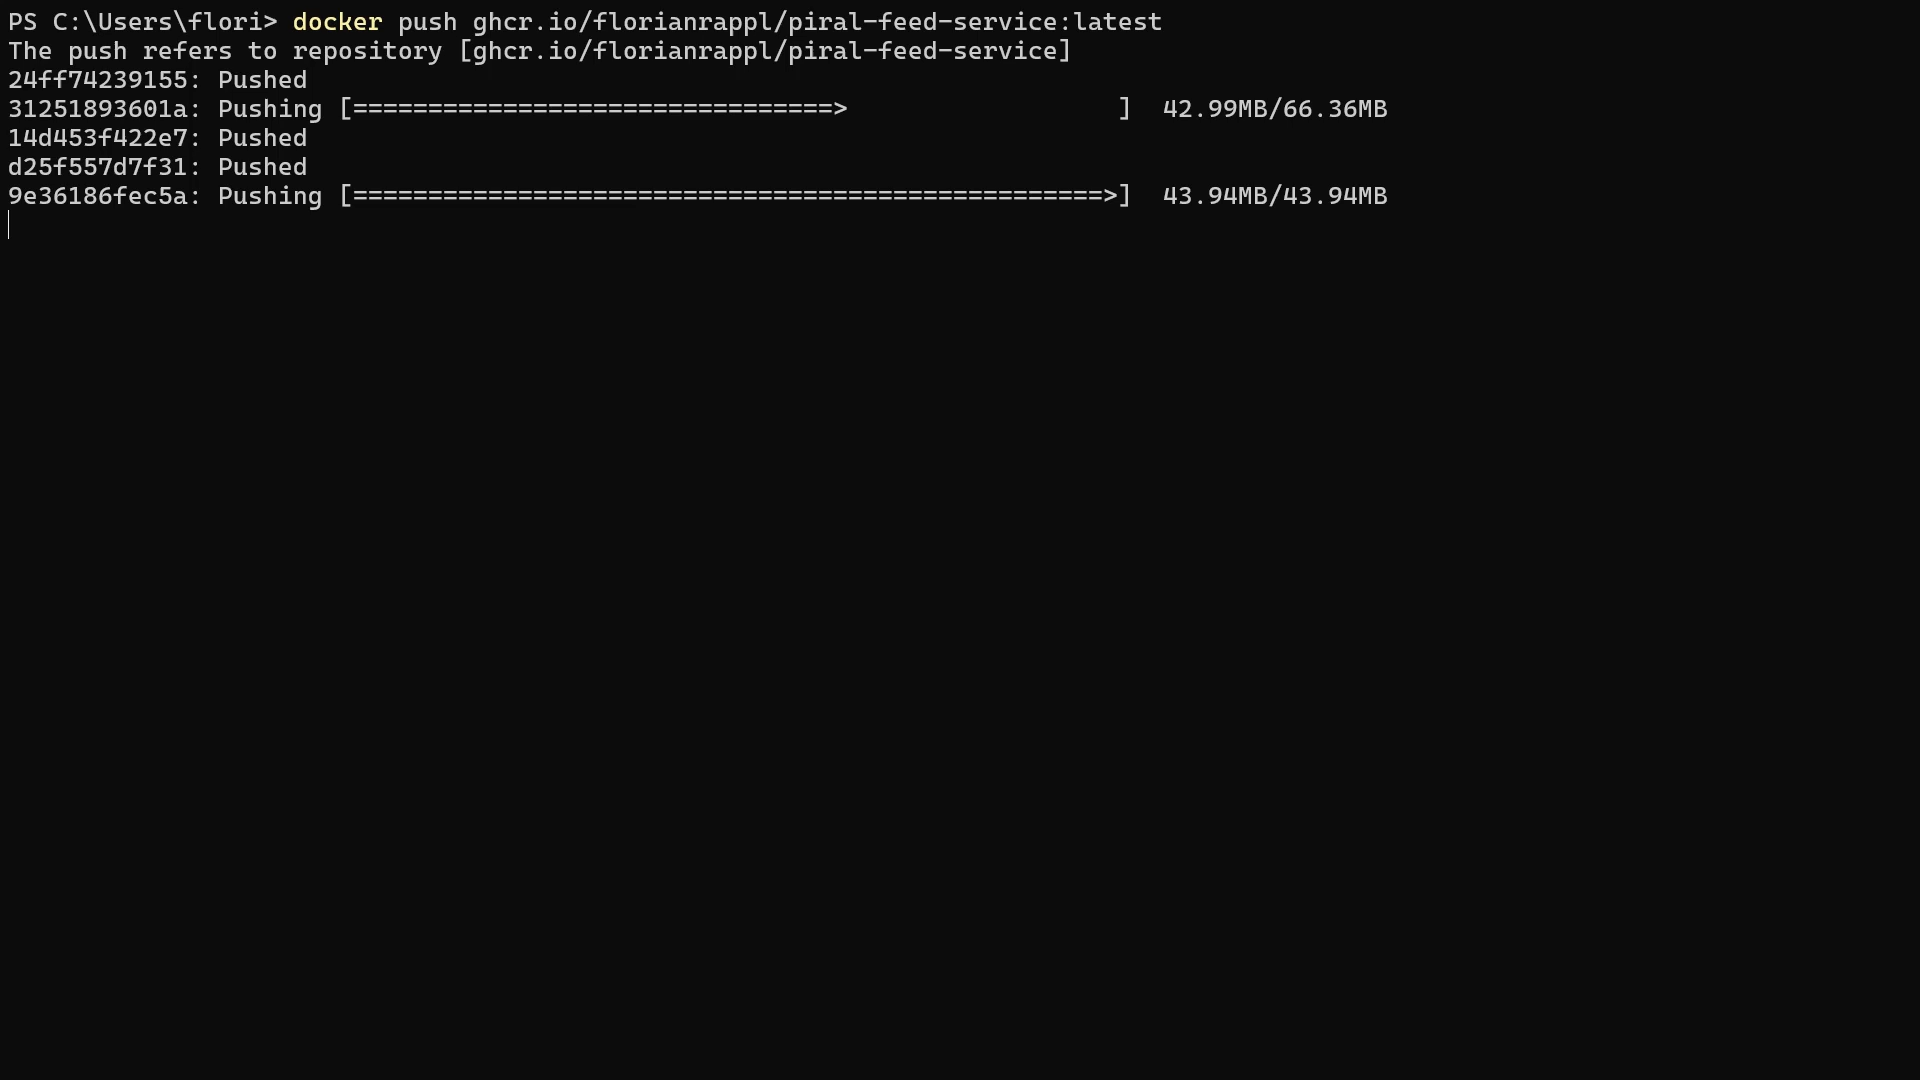 PS C:\Users\flori> docker push ghcr.io/florianrappl/piral-feed-service:latest
The push refers to repository [ghcr.io/florianrappl/piral-feed-service]
24ff74239155: Pushed
31251893601a: Pushing [================================>                  ]  42.99MB/66.36MB
14d453f422e7: Pushed
d25f557d7f31: Pushed
9e36186fec5a: Pushing [==================================================>]  43.94MB/43.94MB